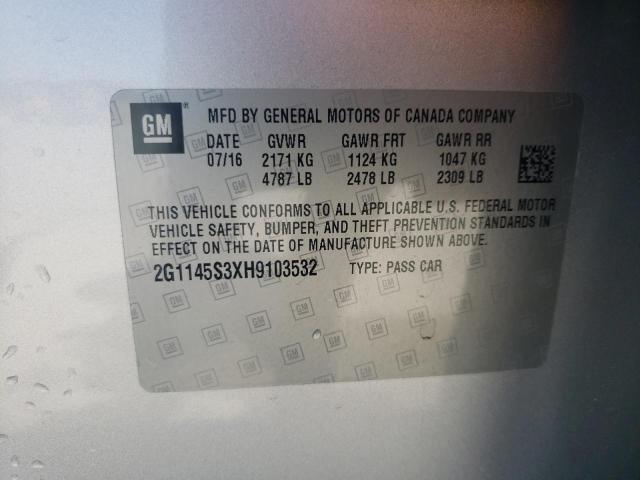 GM
MFD BY GENERAL MOTORS OF CANADA COMPANY
DATE GVWR GAWR FRT GAWR RR
07/16 2171 KG 1124 KG 1047 KG
4787 LB 2478 LB 2309 LB
THIS VEHICLE CONFORMS TO ALL APPLICABLE U.S. FEDERAL MOTOR
VEHICLE SAFETY, BUMPER, AND THEFT PREVENTION STANDARDS IN
EFFECT ON THE DATE OF MANUFACTURE SHOWN ABOVE.
2G1145S3XH9103532 TYPE: PASS CAR